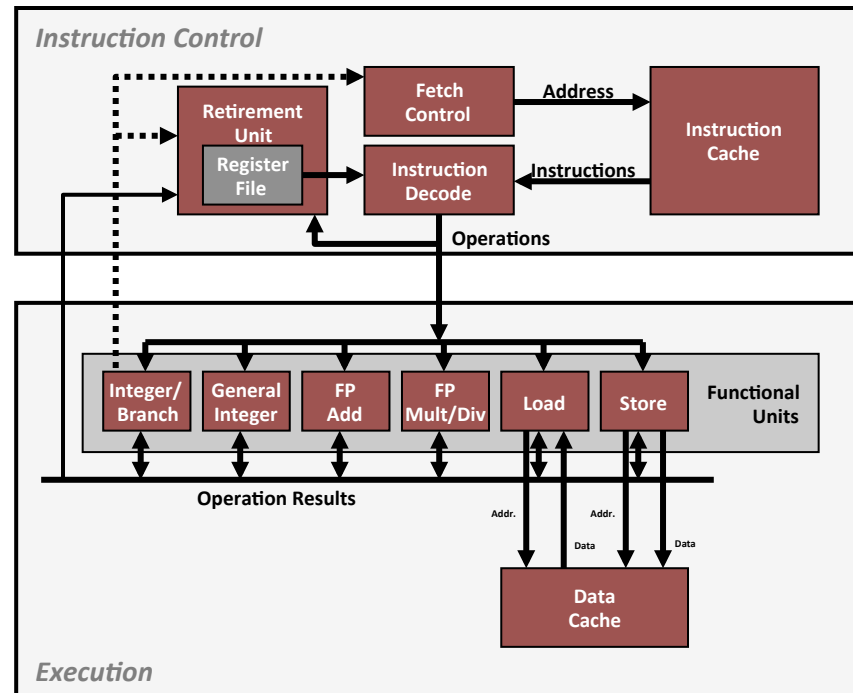 Instruction Control
Fetch
Control
Address
Instruction
Cache
Retirement
Unit
Register
File
Instruction
Decode
Instructions
Operations
Integer/
Branch
General
Integer
FP
Add
FP
Mult/Div
Load
Store
Functional
Units
Operation Results
Addr.
Addr.
Data
Data
Data
Cache
Execution